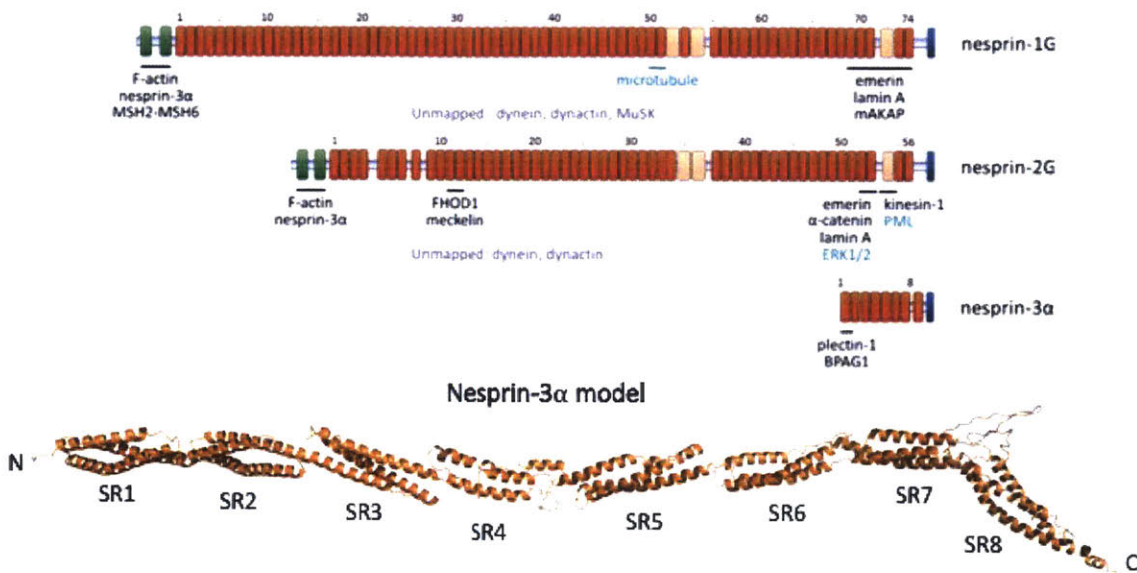 1 10 20 30 40 50 60 70 74
nesprin-1G
F-actin
nesprin-3α
MSH2-MSH6
microtubule
emerin
lamin A
mAKAP
Unmapped: dynein, dynactin, MuSK
1 10 20 30 40 50 56
nesprin-2G
F-actin
nesprin-3α
FHOD1
meckelin
emerin
α-catenin
lamin A
ERK1/2
kinesin-1
PML
Unmapped: dynein, dynactin
1 8
nesprin-3α
plectin-1
BPAG1
Nesprin-3α model
N
SR1
SR2
SR3
SR4
SR5
SR6
SR7
SR8
C